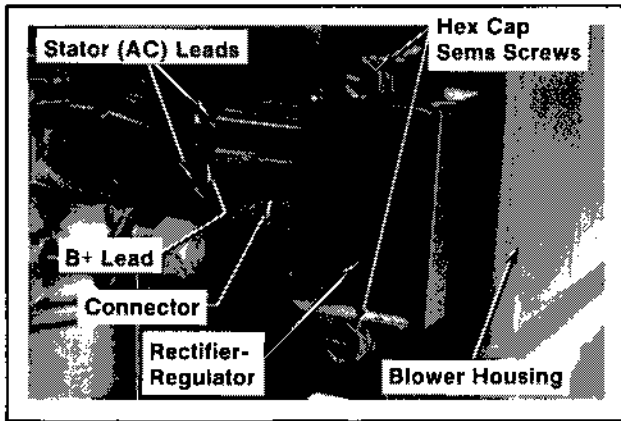 Stator (AC) Leads
Hex Cap
Sems Screws
B+ Lead
Connector
Rectifier-
Regulator
Blower Housing